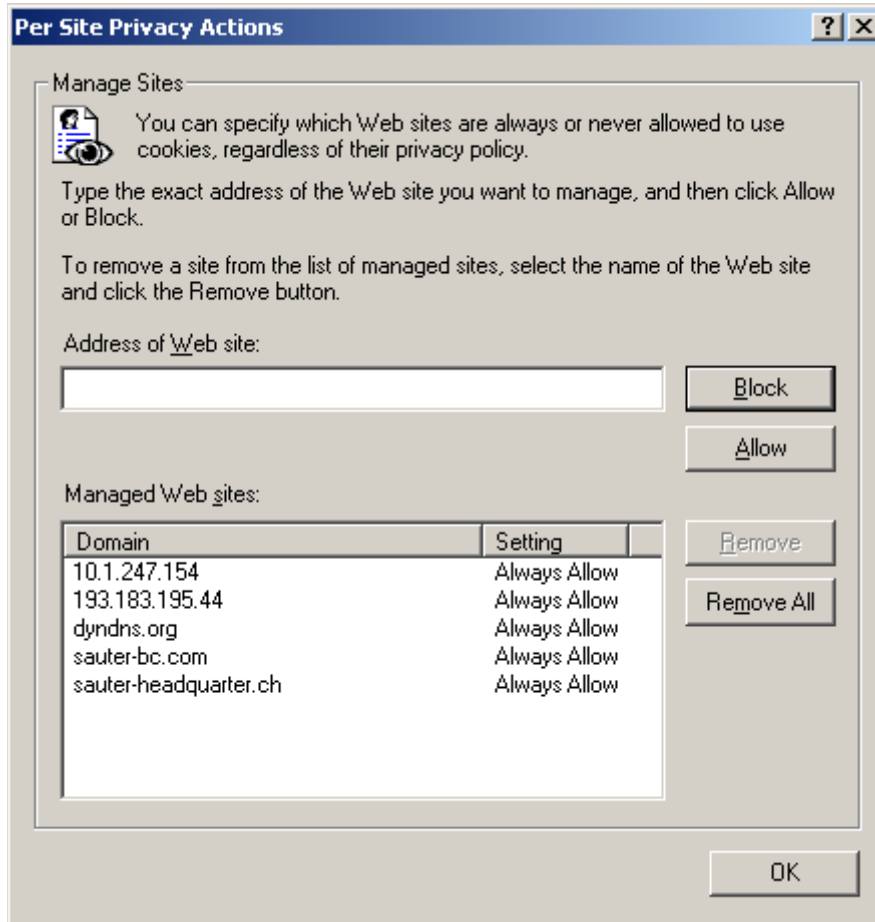 Per Site Privacy Actions
Manage Sites
You can specify which Web sites are always or never allowed to use
cookies, regardless of their privacy policy.
Type the exact address of the Web site you want to manage, and then click Allow
or Block.
To remove a site from the list of managed sites, select the name of the Web site
and click the Remove button.
Address of Web site:
Block
Allow
Managed Web sites:
Domain Setting
Remove
10.1.247.154 Always Allow
193.183.195.44 Always Allow
Remove All
dyndns.org Always Allow
sauter-bc.com Always Allow
sauter-headquarter.ch Always Allow
OK